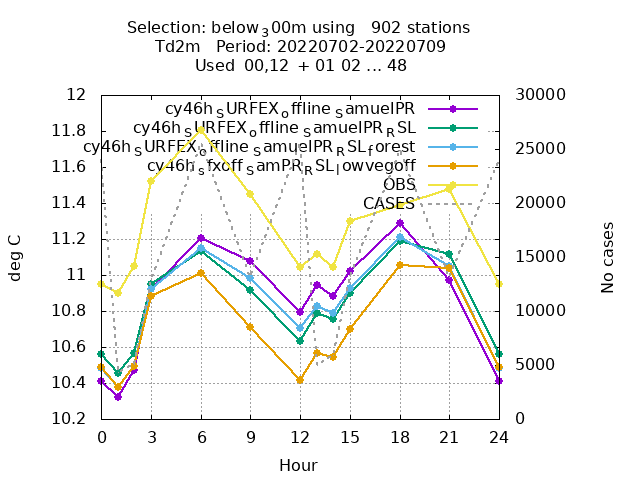 Selection: below_300m using   902 stations
Td2m   Period: 20220702-20220709
Used  00,12  + 01 02 ... 48
cy46h_SURFEX_offline_SamuelPR
cy46h_SURFEX_offline_SamuelPR_RSL
cy46h_SURFEX_offline_SamuelPR_RSL_forest
cy46h_sfxoff_SamPR_RSL_lowvegoff
OBS
CASES
12
11.8
11.6
11.4
11.2
11
10.8
10.6
10.4
10.2
deg C
30000
25000
20000
15000
10000
5000
0
No cases
0 3 6 9 12 15 18 21 24
Hour